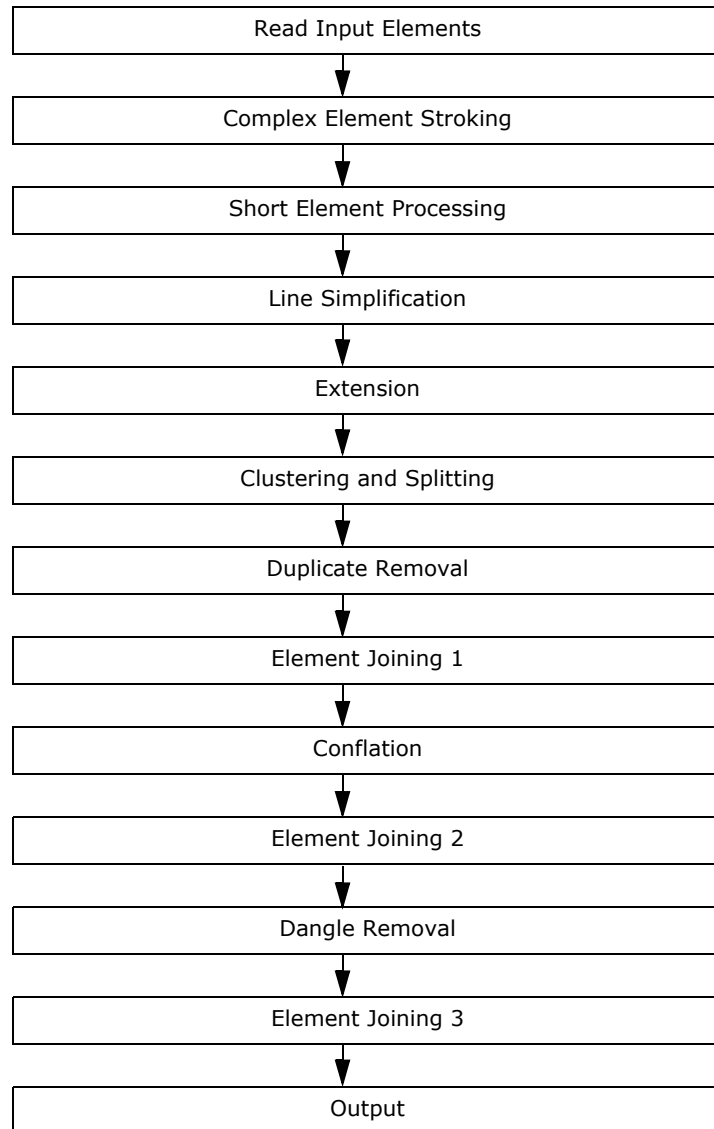 Read Input Elements
Complex Element Stroking
Short Element Processing
Line Simplification
Extension
Clustering and Splitting
Duplicate Removal
Element Joining 1
Conflation
Element Joining 2
Dangle Removal
Element Joining 3
Output